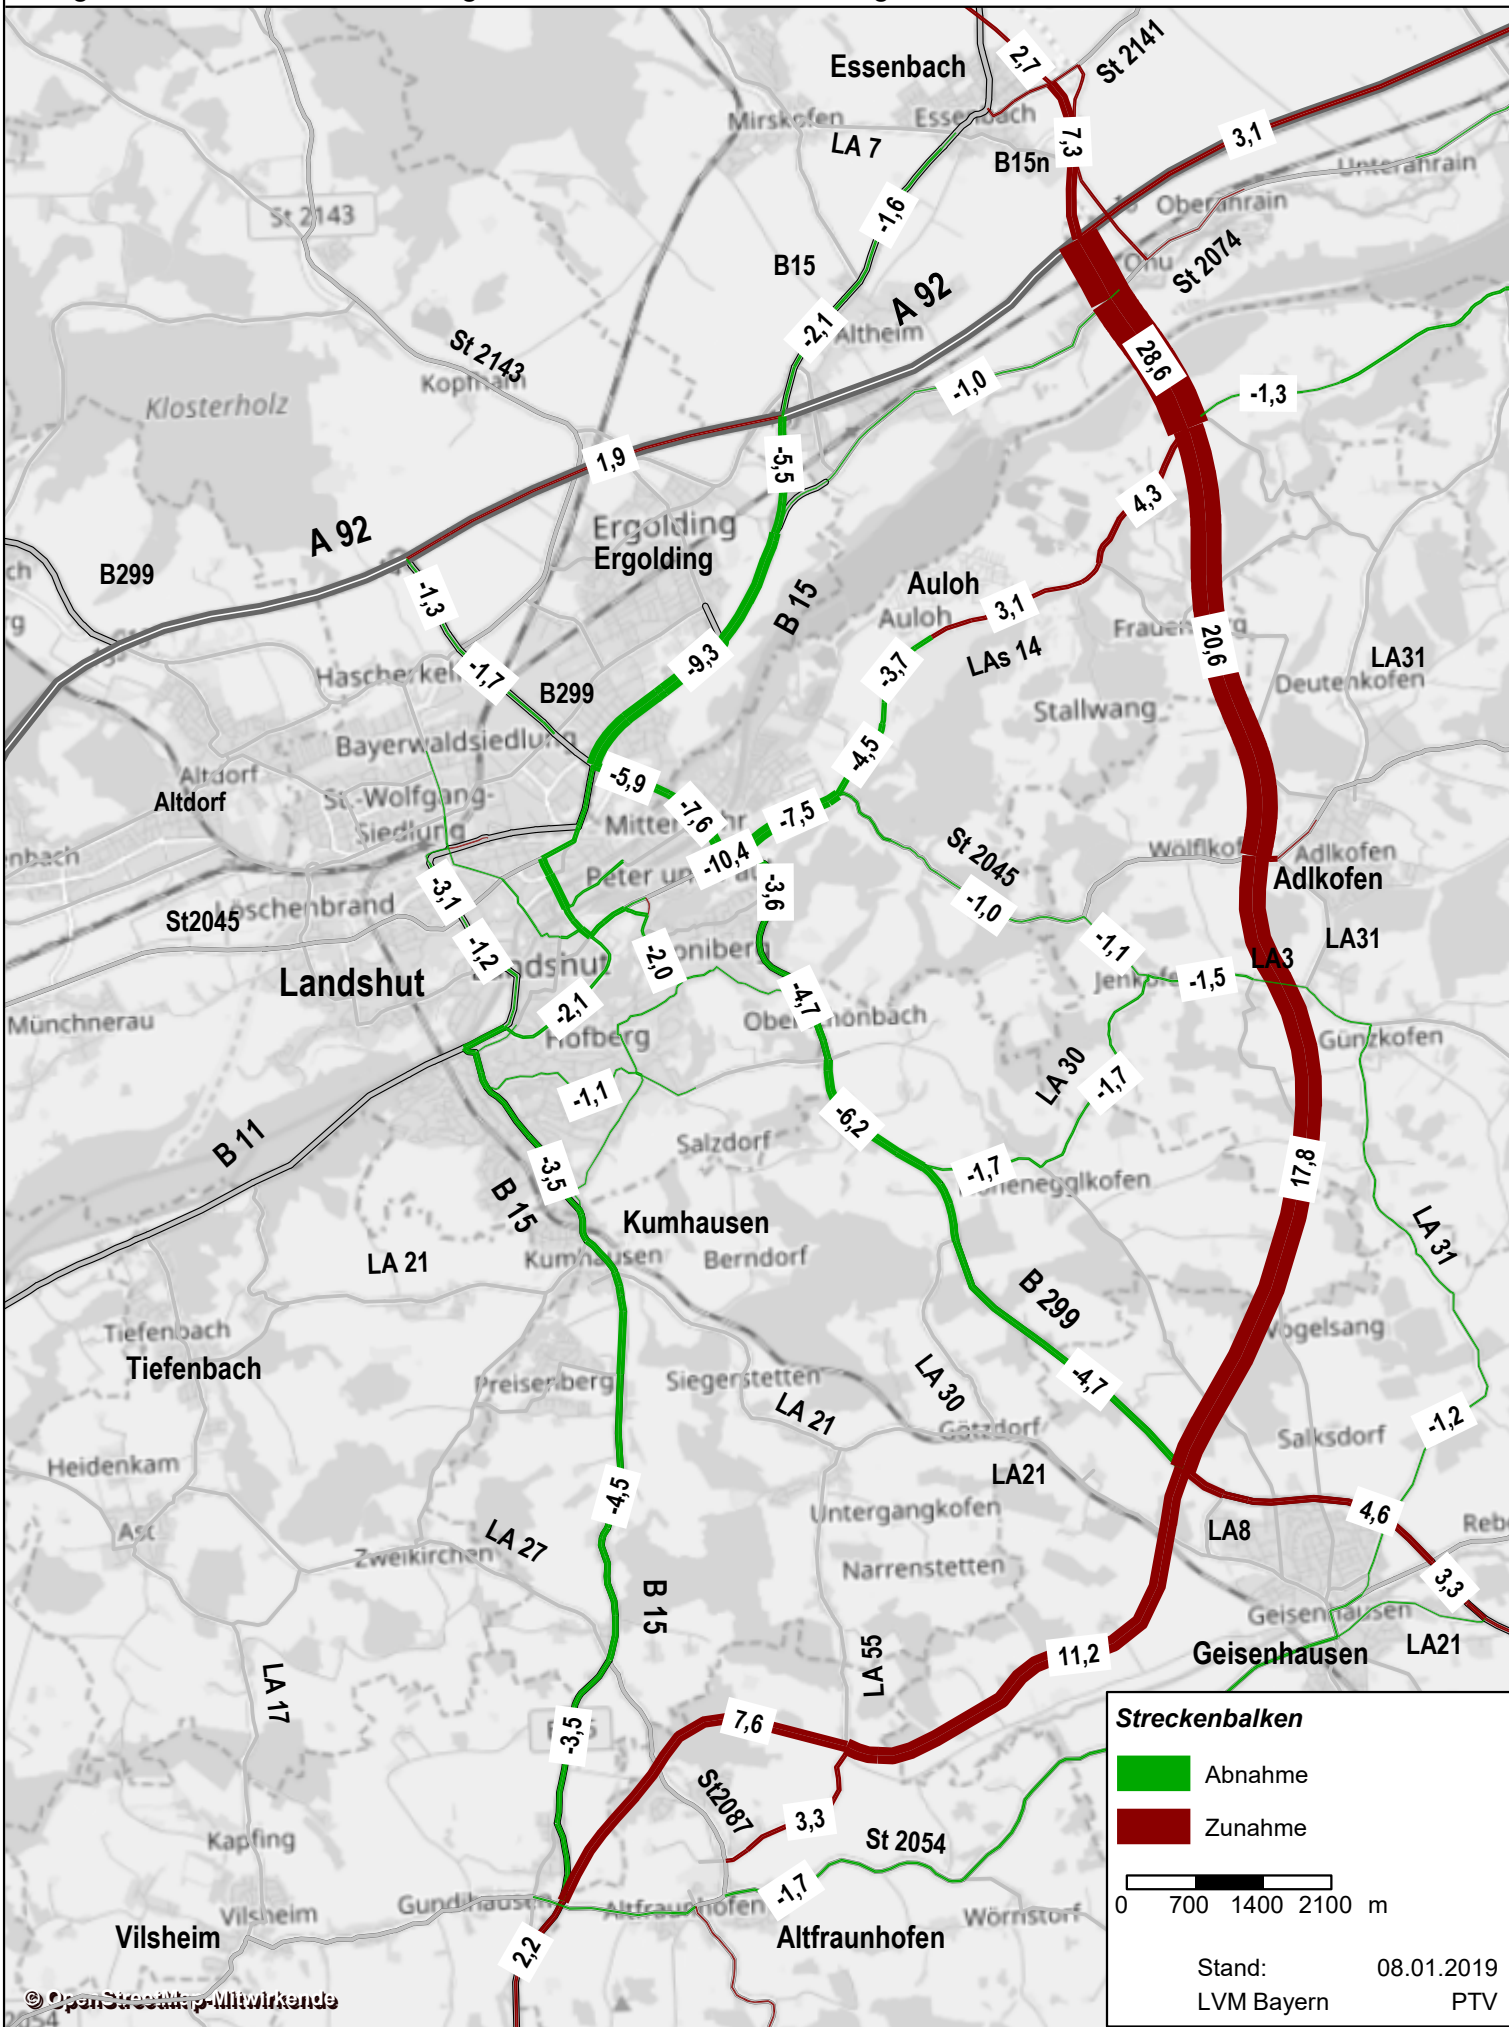 Essenbach
2,7
St 2141
Mirskofen
Essenbach
LA 7
7,3
3,1
B15n
Unterahrain
-1,6
St 2143
Oberahrain
B15
St 2074
A 92
-2,1
Altheim
St 2143
28,6
Kopfham
-1,0
-1,3
Klosterholz
1,9
-5,5
4,3
A 92
Ergolding
Ergolding
B299
Auloh
-1,3
B 15
3,1
Auloh
20,6
-9,3
-3,7
LAs 14
LA31
-1,7
B299
Deutenkofen
Stallwang
Bayerwaldsiedlung
-4,5
Altdorf
-5,9
Altdorf
St.-Wolfgang-
Siedlung
-7,6
-7,5
St 2045
Adlkofen
-10,4
Adlkofen
-3,1
-3,6
Löschenbrand
-1,0
St2045
-1,1
LA31
-1,2
-2,0
LA3
Landshut
-4,7
-1,5
-2,1
Münchnerau
Hofberg
Günzkofen
LA 30
-1,7
-1,1
-6,2
B 11
Salzdorf
-3,5
-1,7
17,8
B 15
Kumhausen
LA 31
LA 21
Kumhausen
Berndorf
B 299
Tiefenbach
Vogelsang
Tiefenbach
Preisenberg
Siegerstetten
LA 30
-4,7
LA 21
-1,2
Götzdorf
Salksdorf
Heidenkam
LA21
-4,5
Untergangkofen
4,6
Ast
LA 27
LA8
Zweikirchen
Narrenstetten
3,3
B 15
Geisenhausen
LA 55
11,2
Geisenhausen
LA21
LA 17
7,6
-3,5
Streckenbalken
Abnahme
St2087
3,3
Zunahme
Kapfing
St 2054
-1,7
Gundihausen
Altfraunhofen
0 700 1400 2100 m
Vilsheim
Wörnstorf
Vilsheim
Altfraunhofen
2,2
Stand: 08.01.2019
© OpenStreetMap-Mitwirkende
LVM Bayern PTV